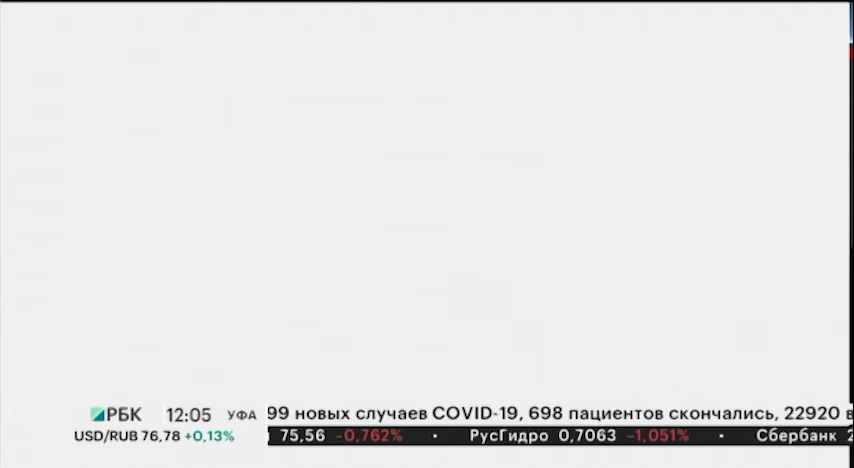 РБК 12:05 УФА 99 новых случаев COVID-19, 698 пациентов скончались, 22920 в
USD/RUB 76,78 +0,13% 75,56 -0,762% · РусГидро 0,7063 -1,051% · Сбербанк 2